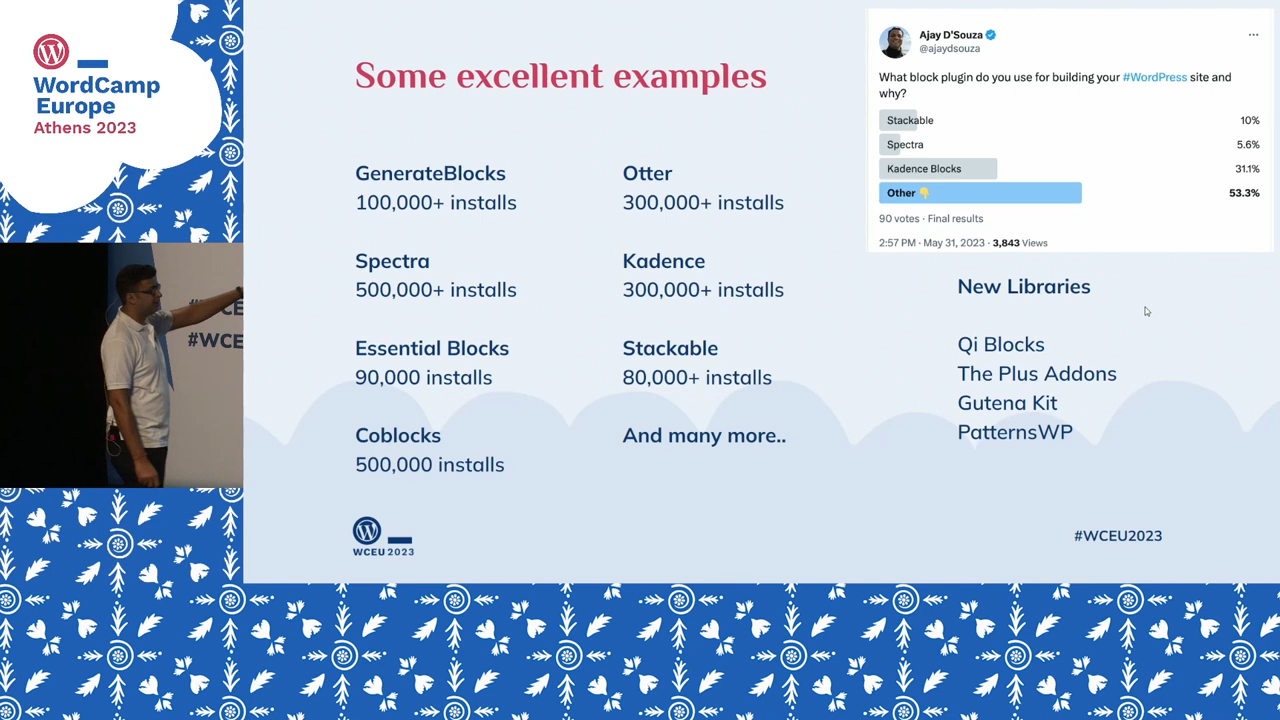 WordCamp
Europe
Athens 2023
#WCE
Some excellent examples
GenerateBlocks
100,000+ installs
Spectra
500,000+ installs
Essential Blocks
90,000 installs
Coblocks
500,000 installs
Otter
300,000+ installs
Kadence
300,000+ installs
Stackable
80,000+ installs
And many more..
Ajay D'Souza
@ajaydsouza
What block plugin do you use for building your #WordPress site and
why?
Stackable 10%
Spectra 5.6%
Kadence Blocks 31.1%
Other 👇 53.3%
90 votes · Final results
2:57 PM · May 31, 2023 · 3,843 Views
New Libraries
Qi Blocks
The Plus Addons
Gutena Kit
PatternsWP
WCEU 2023
#WCEU2023